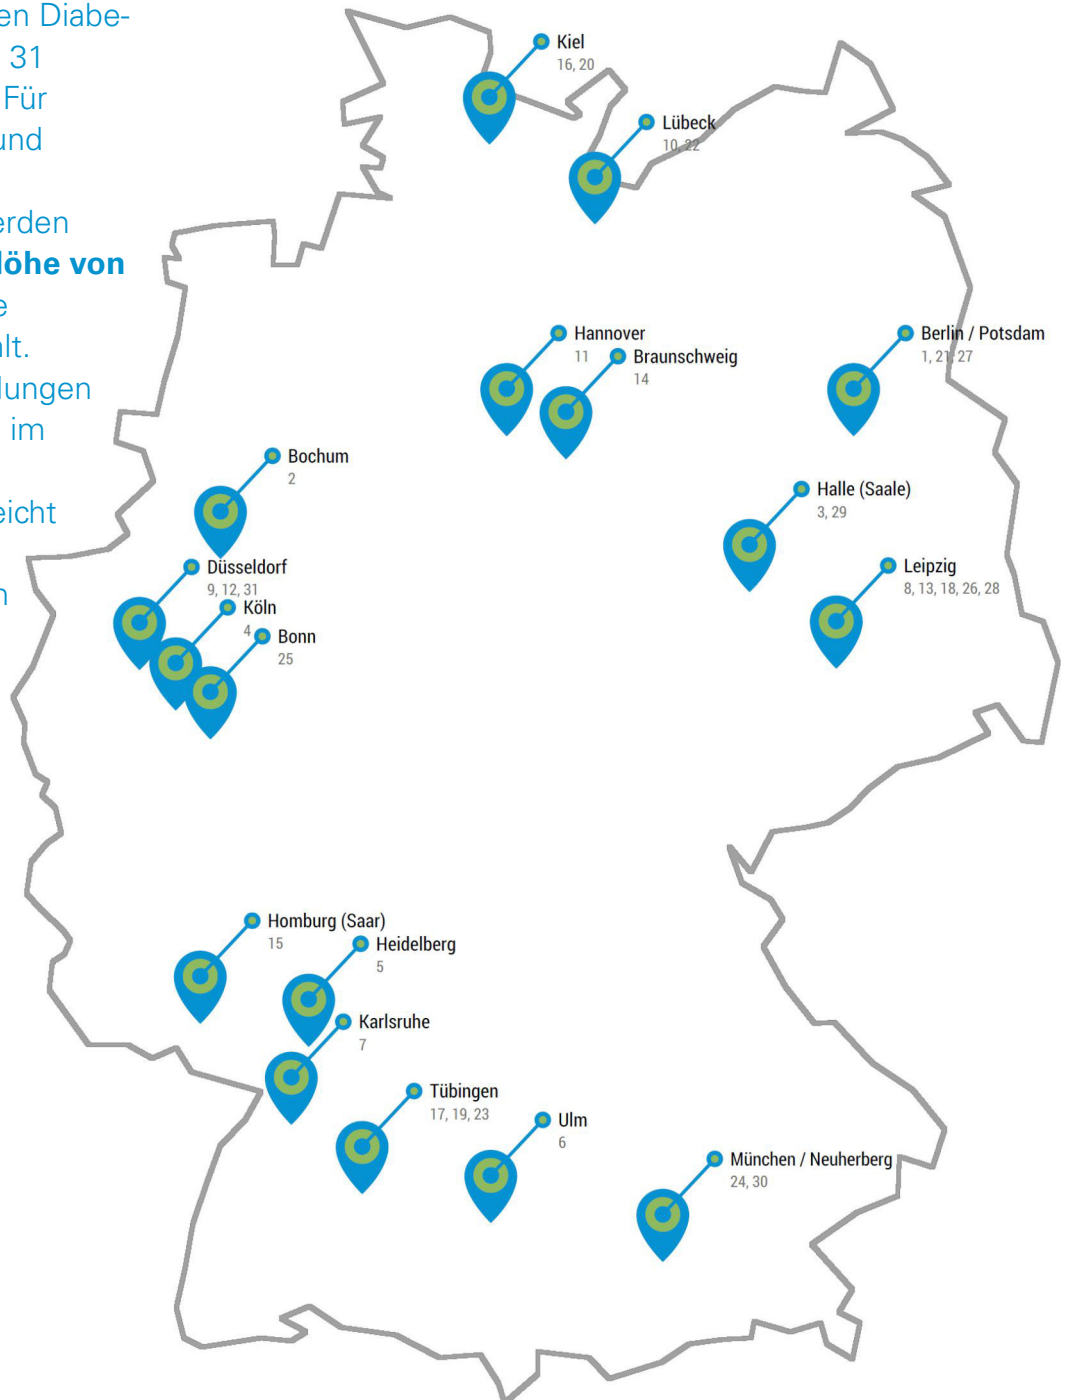 en Diabe-
31
Für
und
erden
löhe von
e
alt.
dungen
im
eicht
n
Kiel
16, 20
Lübeck
10, 22
Hannover
11
Braunschweig
14
Berlin / Potsdam
1, 21, 27
Bochum
2
Halle (Saale)
3, 29
Düsseldorf
9, 12, 31
Leipzig
8, 13, 18, 26, 28
Köln
4
Bonn
25
Homburg (Saar)
15
Heidelberg
5
Karlsruhe
7
Tübingen
17, 19, 23
Ulm
6
München / Neuherberg
24, 30